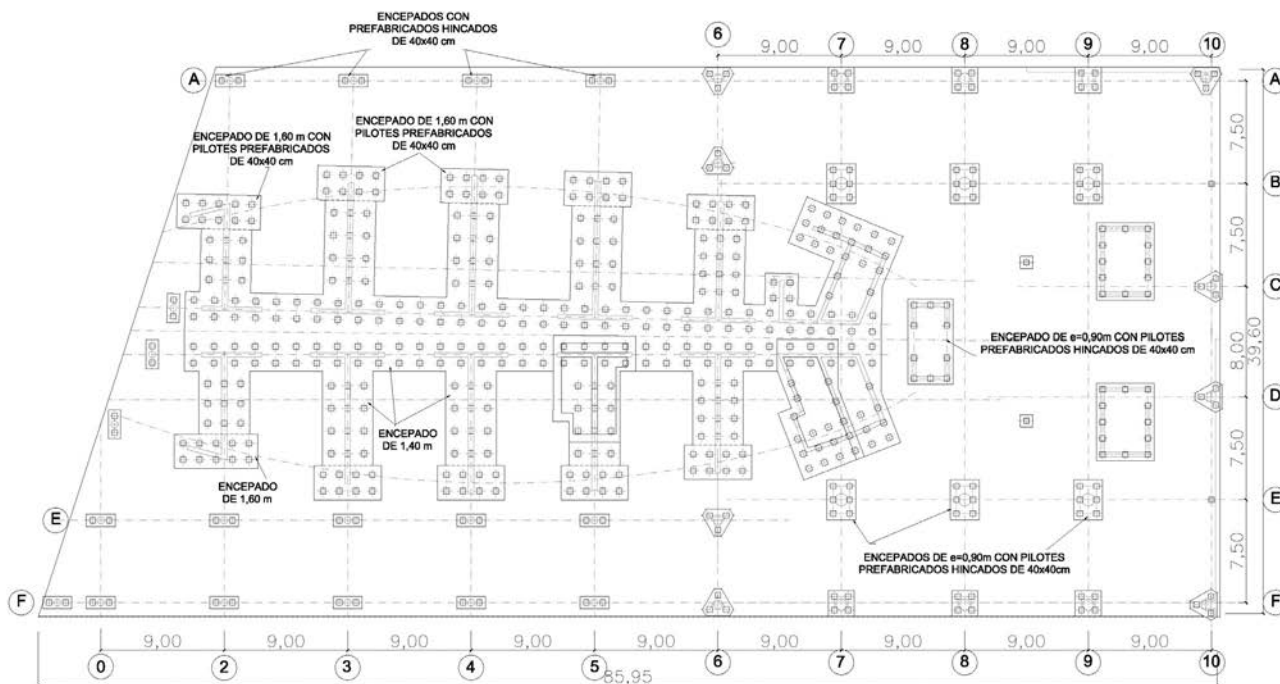 ENCEPADOS CON
PREFABRICADOS HINCADOS
DE 40x40 cm
6
9,00
7
9,00
8
9,00
9
9,00
10
A
A
ENCEPADO DE 1,60 m CON
PILOTES PREFABRICADOS
DE 40x40 cm
ENCEPADO DE 1,60 m CON
PILOTES PREFABRICADOS
DE 40x40 cm
7,50
B
7,50
C
ENCEPADO DE e=0,90m CON PILOTES
PREFABRICADOS HINCADOS DE 40x40 cm
8,00
39,60
D
ENCEPADO
DE 1,40 m
7,50
ENCEPADO
DE 1,60 m
E
E
ENCEPADOS DE e=0,90m CON PILOTES
PREFABRICADOS HINCADOS DE 40x40cm
7,50
F
F
9,00
9,00
9,00
9,00
9,00
9,00
9,00
9,00
9,00
0
2
3
4
5
6
7
8
9
10
85,95